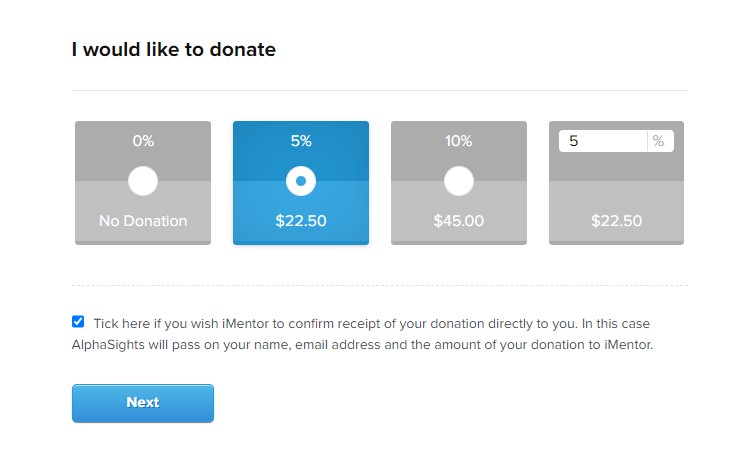 I would like to donate
0% 5% 10% 5 %
No Donation $22.50 $45.00 $22.50
Tick here if you wish iMentor to confirm receipt of your donation directly to you. In this case
AlphaSights will pass on your name, email address and the amount of your donation to iMentor.
Next